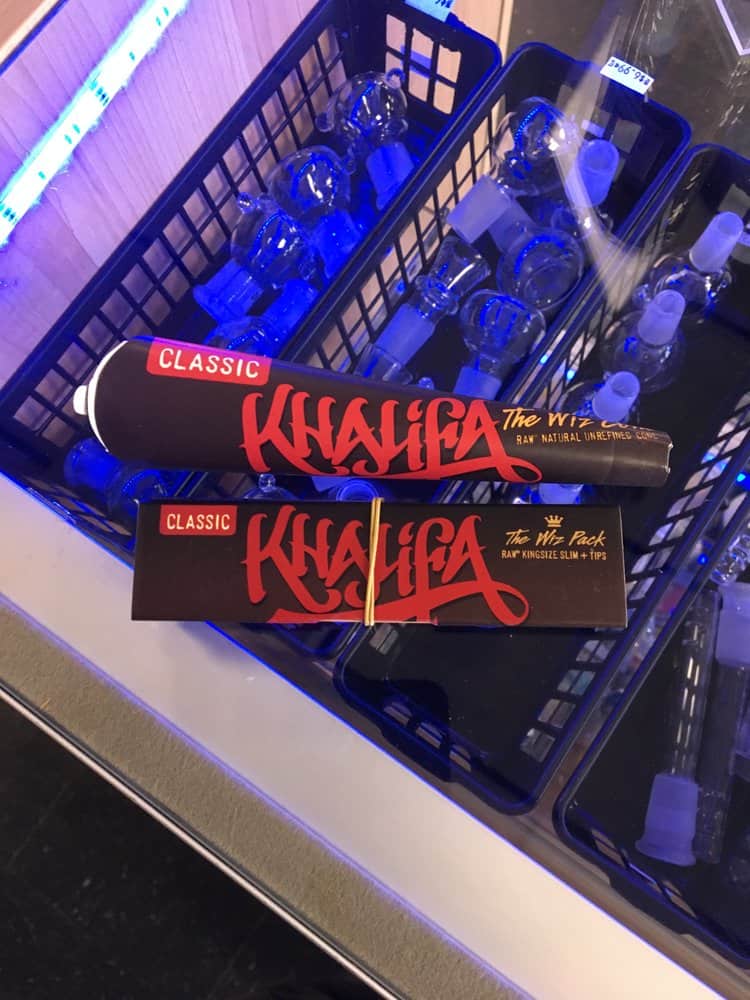 CLASSIC
KHALIFA
The Wiz
RAW® NATURAL UNREFINED CONE
CLASSIC
KHALIFA
The Wiz Pack
RAW® KINGSIZE SLIM + TIPS